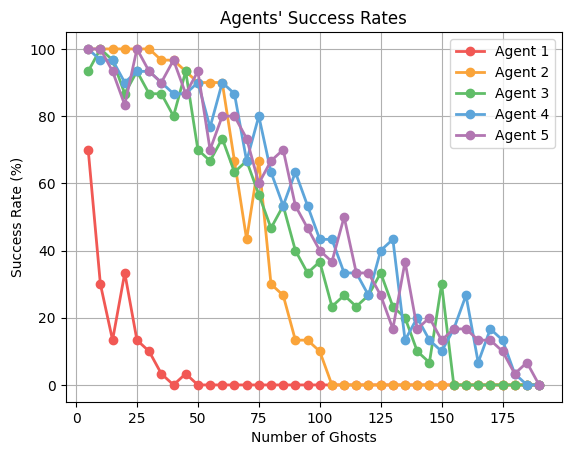 Agents' Success Rates
100
80
60
40
20
0
Success Rate (%)
Agent 1
Agent 2
Agent 3
Agent 4
Agent 5
0 25 50 75 100 125 150 175
Number of Ghosts